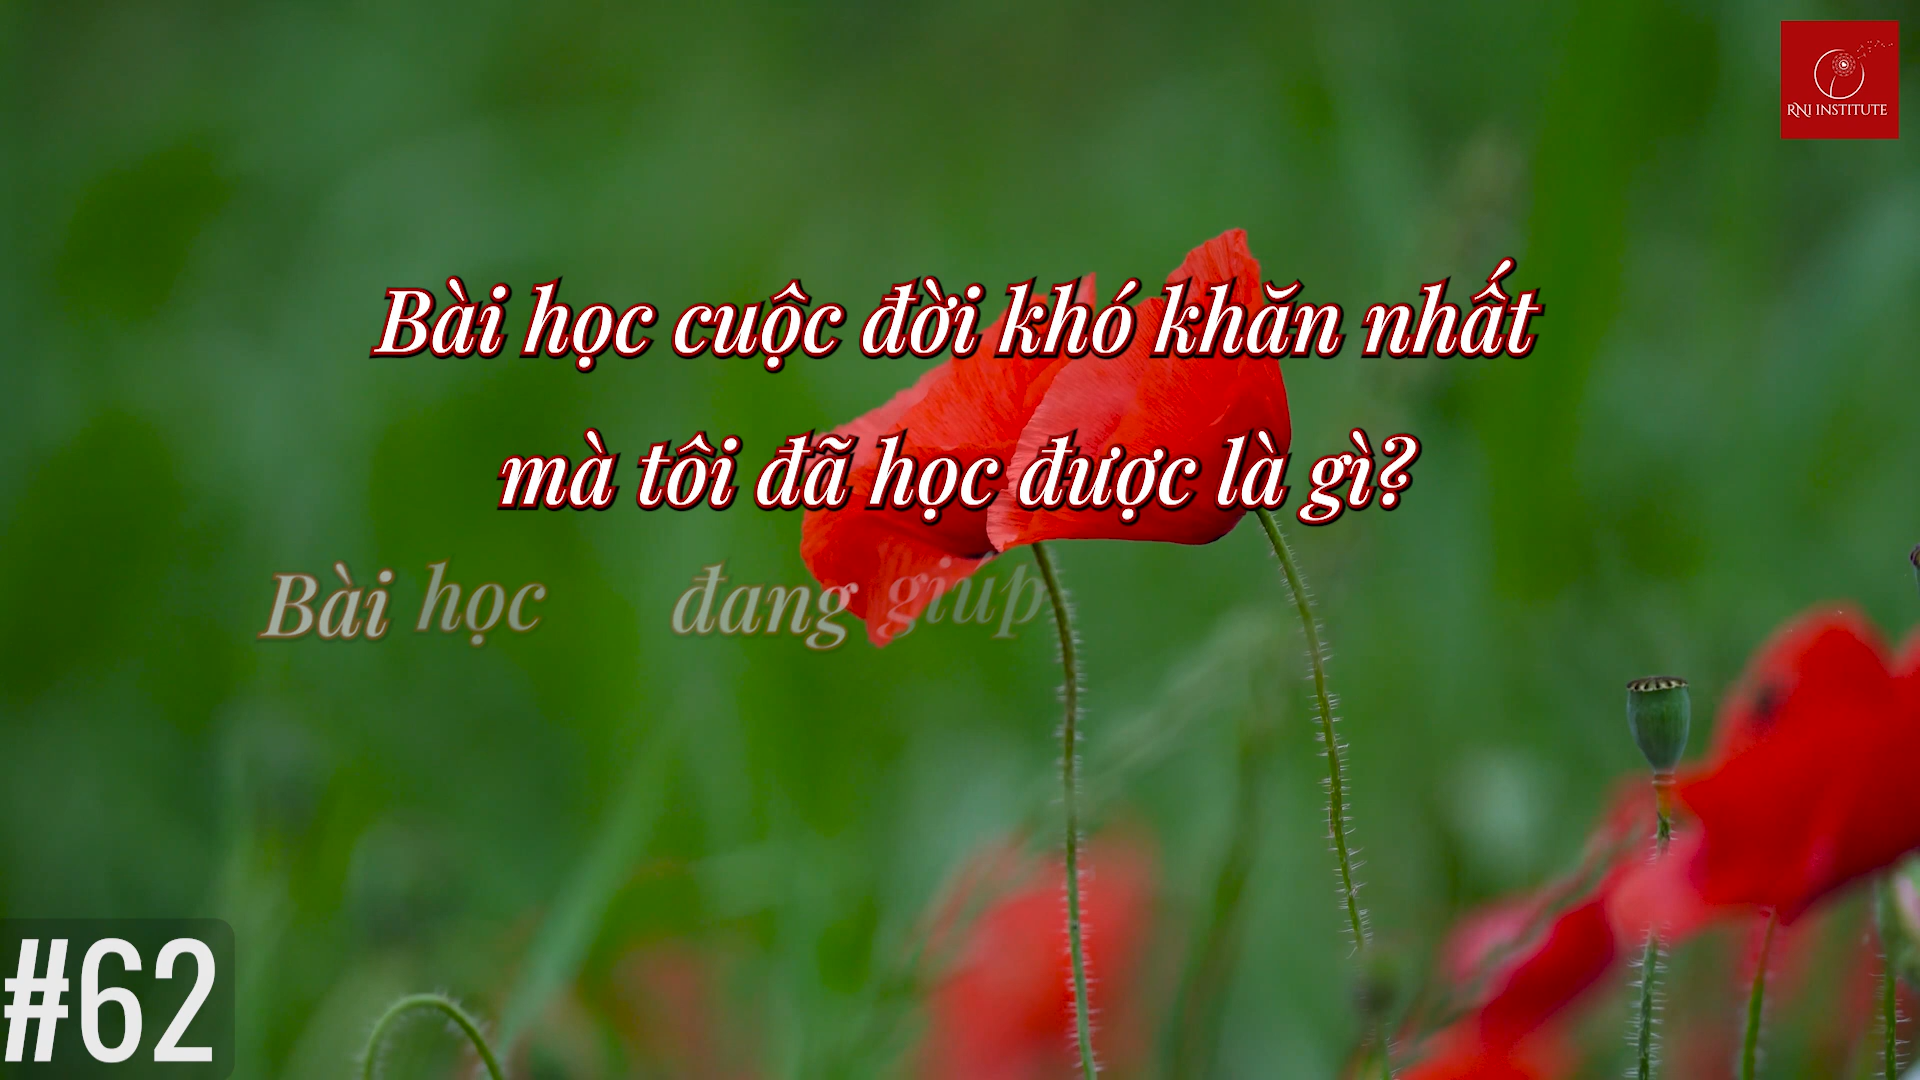 RNI INSTITUTE
Bài học cuộc đời khó khăn nhất
mà tôi đã học được là gì?
Bài học đang giúp
#62